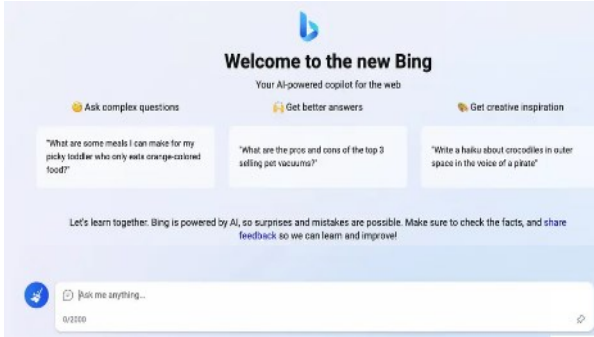 Welcome to the new Bing
Your AI-powered copilot for the web
Ask complex questions
Get better answers
Get creative inspiration
"What are some meals I can make for my
picky toddler who only eats orange-colored
food?"
"What are the pros and cons of the top 3
selling pet vacuums?"
"Write a haiku about crocodiles in outer
space in the voice of a pirate"
Let's learn together. Bing is powered by AI, so surprises and mistakes are possible. Make sure to check the facts, and share
feedback so we can learn and improve!
Ask me anything...
0/2000